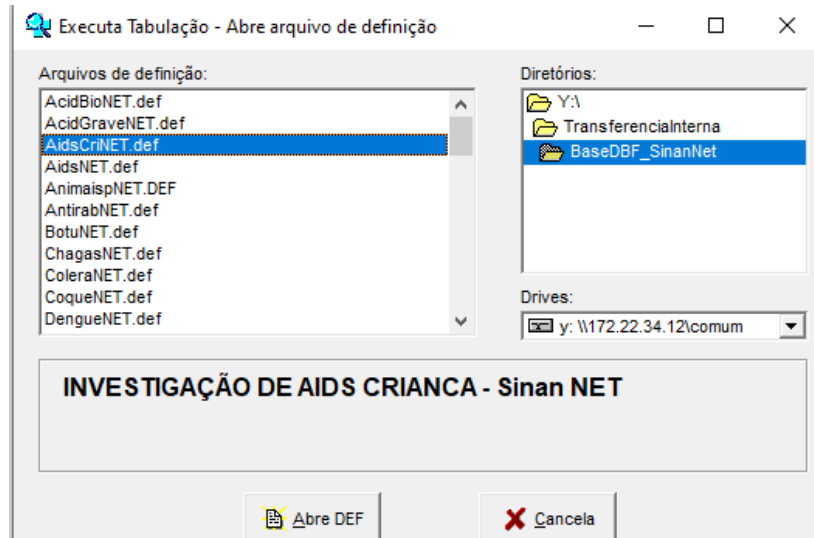 Executa Tabulação - Abre arquivo de definição
Arquivos de definição:
AcidBioNET.def
AcidGraveNET.def
AidsCriNET.def
AidsNET.def
AnimaispNET.DEF
AntirabNET.def
BotuNET.def
ChagasNET.def
ColeraNET.def
CoqueNET.def
DengueNET.def
Diretórios:
Y:\
TransferenciaInterna
BaseDBF_SinanNet
Drives:
y: \\172.22.34.12\comum
INVESTIGAÇÃO DE AIDS CRIANCA - Sinan NET
Abre DEF
Cancela